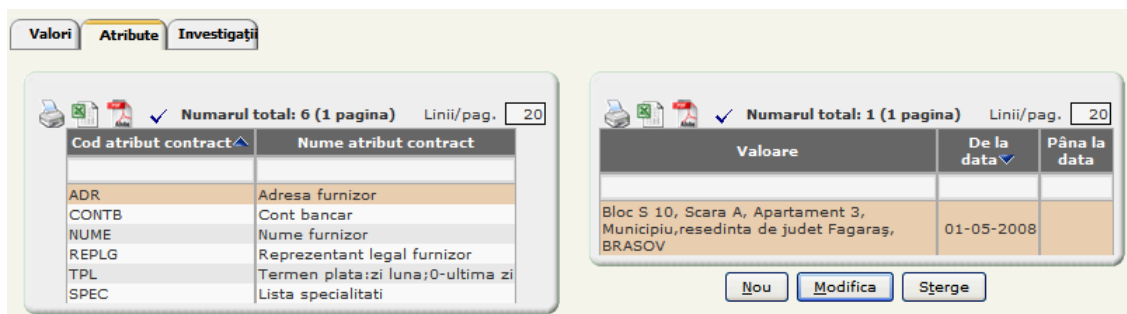 Valori Atribute Investigaţii
Numarul total: 6 (1 pagina) Linii/pag. 20
Cod atribut contract Nume atribut contract
ADR Adresa furnizor
CONTB Cont bancar
NUME Nume furnizor
REPLG Reprezentant legal furnizor
TPL Termen plata:zi luna;0-ultima zi
SPEC Lista specialitati
Numarul total: 1 (1 pagina) Linii/pag. 20
Valoare De la data Pâna la data
Bloc S 10, Scara A, Apartament 3,
Municipiu,resedinta de judet Fagaraş,
BRASOV
01-05-2008
Nou Modifica Sterge